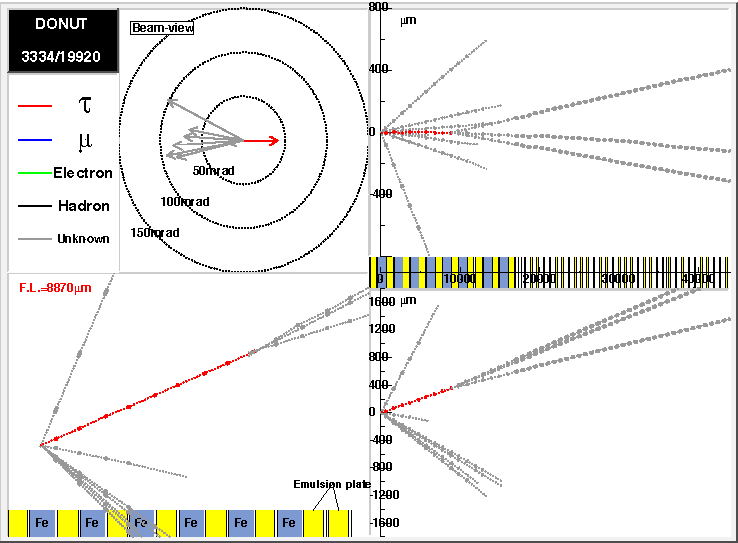 DONUT
3334/19920
τ
μ
Electron
Hadron
Unknown
Beam-view
50mrad
100mrad
150mrad
800
μm
400
0
-400
0
10000
20000
30000
40000
F.L.=8870μm
1600
μm
1200
800
400
0
-400
-800
-1200
-1600
Emulsion plate
Fe Fe Fe Fe Fe Fe